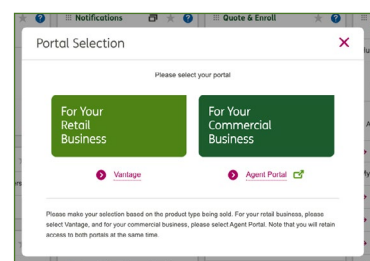 Notifications
Quote & Enroll
Portal Selection
Please select your portal
For Your
Retail
Business
For Your
Commercial
Business
Vantage
Agent Portal
Please make your selection based on the product type being sold. For your retail business, please
select Vantage, and for your commercial business, please select Agent Portal. Note that you will retain
access to both portals at the same time.